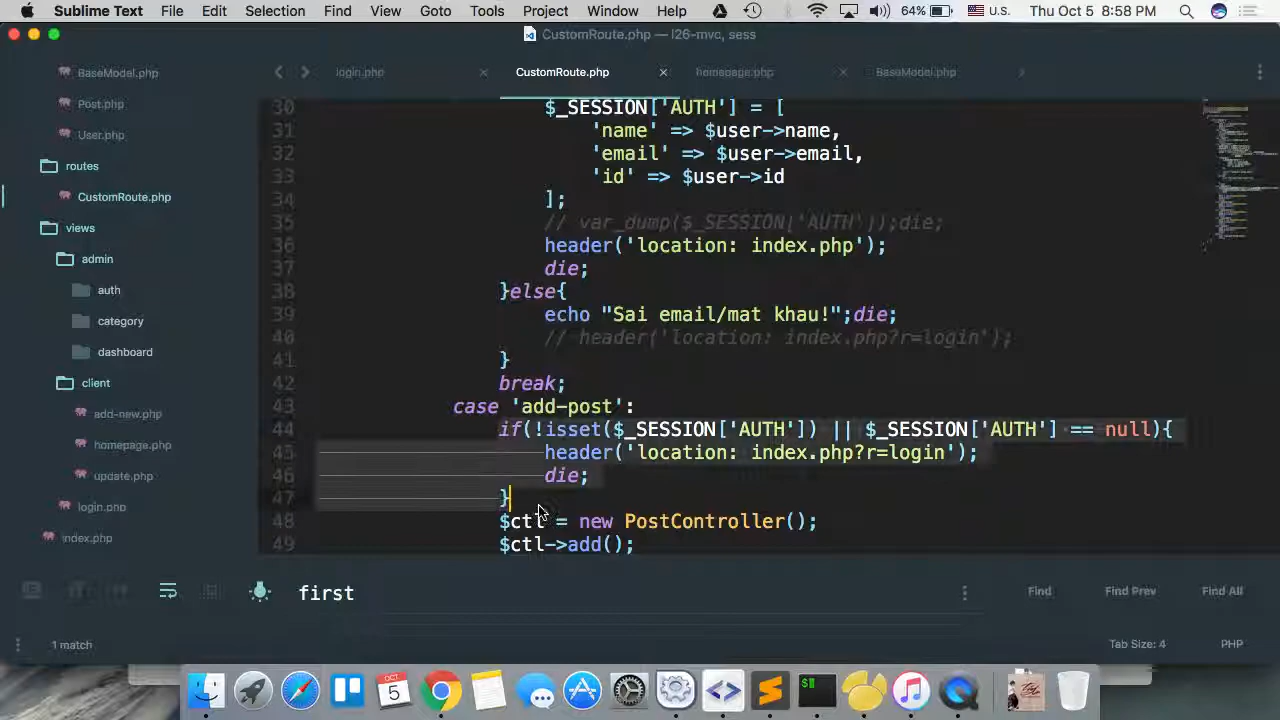 Sublime Text File Edit Selection Find View Goto Tools Project Window Help 64% U.S. Thu Oct 5 8:58 PM
CustomRoute.php — l26-mvc, sess
login.php CustomRoute.php homepage.php BaseModel.php
BaseModel.php
Post.php
User.php
routes
CustomRoute.php
views
admin
auth
category
dashboard
client
add-new.php
homepage.php
update.php
login.php
index.php
30 $_SESSION['AUTH'] = [
31 'name' => $user->name,
32 'email' => $user->email,
33 'id' => $user->id
34 ];
35 // var_dump($_SESSION['AUTH']);die;
36 header('location: index.php');
37 die;
38 }else{
39 echo "Sai email/mat khau!";die;
40 // header('location: index.php?r=login');
41 }
42 break;
43 case 'add-post':
44 if(!isset($_SESSION['AUTH']) || $_SESSION['AUTH'] == null){
45 header('location: index.php?r=login');
46 die;
47 }
48 $ctl = new PostController();
49 $ctl->add();
first Find Find Prev Find All
1 match Tab Size: 4 PHP
OCT
5